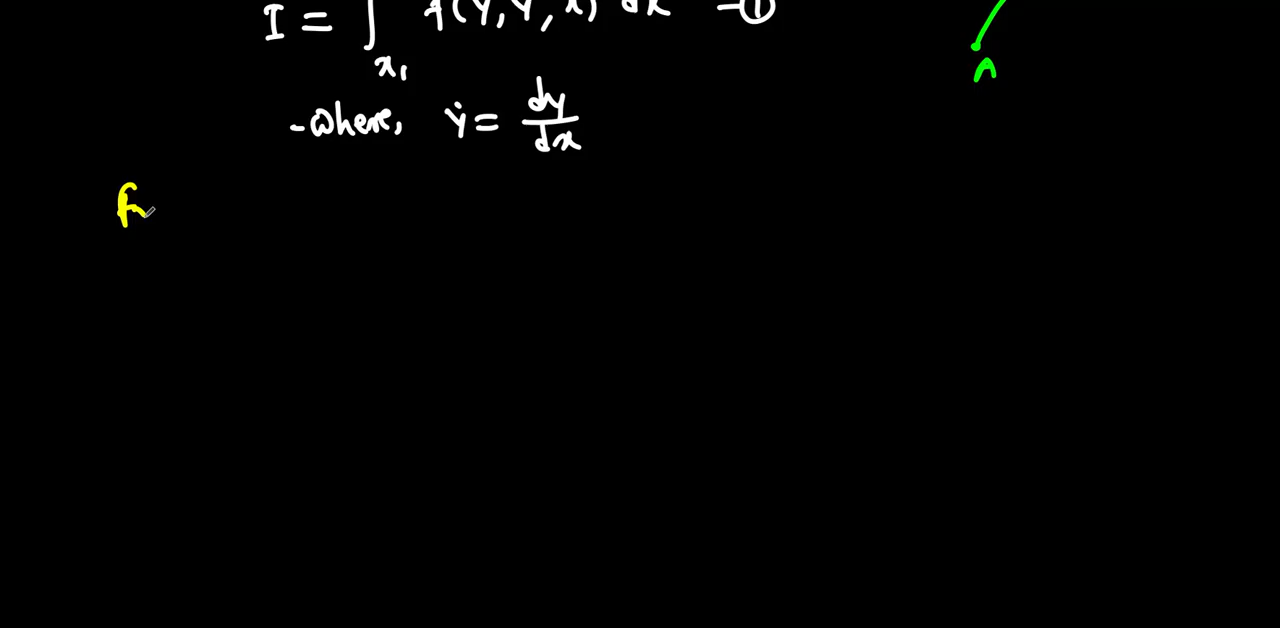 I = ∫ f(y, ẏ, x) dx -①
x₁
- where, ẏ = dy/dx
A